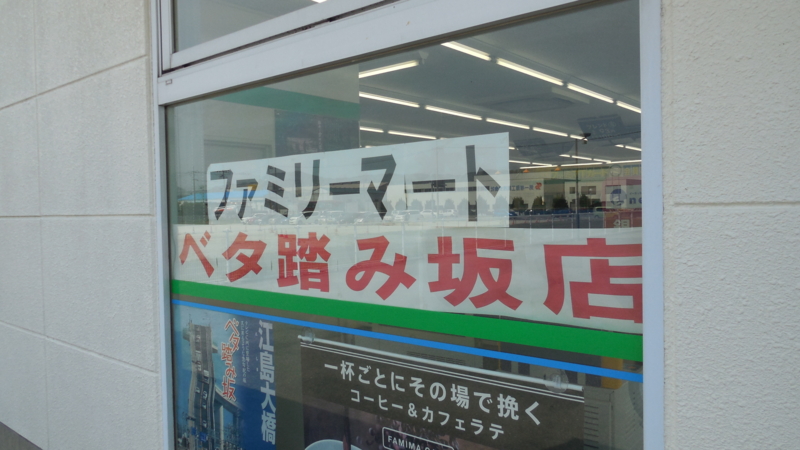 ファミリーマート
ベタ踏み坂店
江島大橋
ベタ踏み坂
一杯ごとにその場で挽く
コーヒー＆カフェラテ
FAMIMA